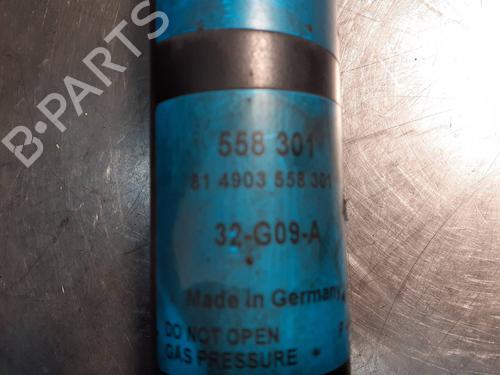 B-PARTS
558 301
81 4903 558 301
32-G09-A
Made in Germany
DO NOT OPEN
GAS PRESSURE